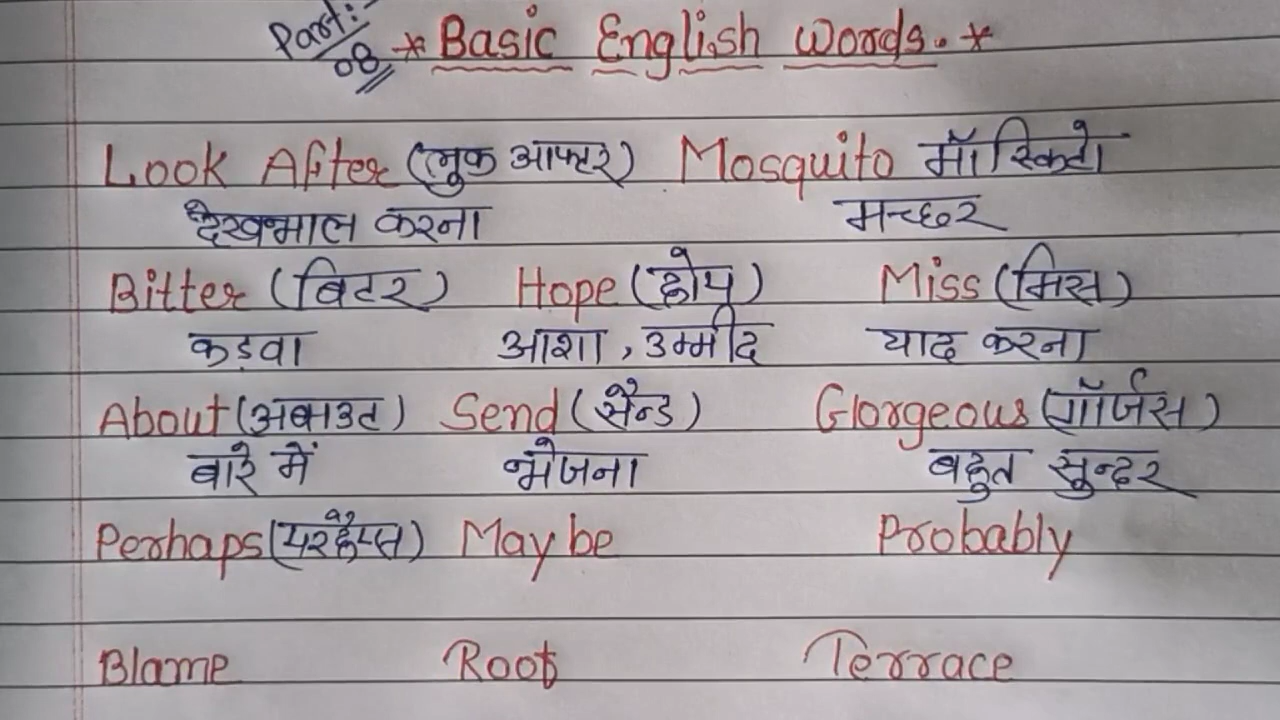 Part:- 08 * Basic English Words. *
Look After (लुक आफ्टर) Mosquito मॉस्किटो
देखभाल करना मच्छर
Bitter (बिटर) Hope (होप) Miss (मिस)
कड़वा आशा, उम्मीद याद करना
About (अबाउट) Send (सेन्ड) Gorgeous (गॉर्जस)
बारे में भेजना बहुत सुन्दर
Perhaps (परहैप्स) May be Probably
Blame Root Terrace